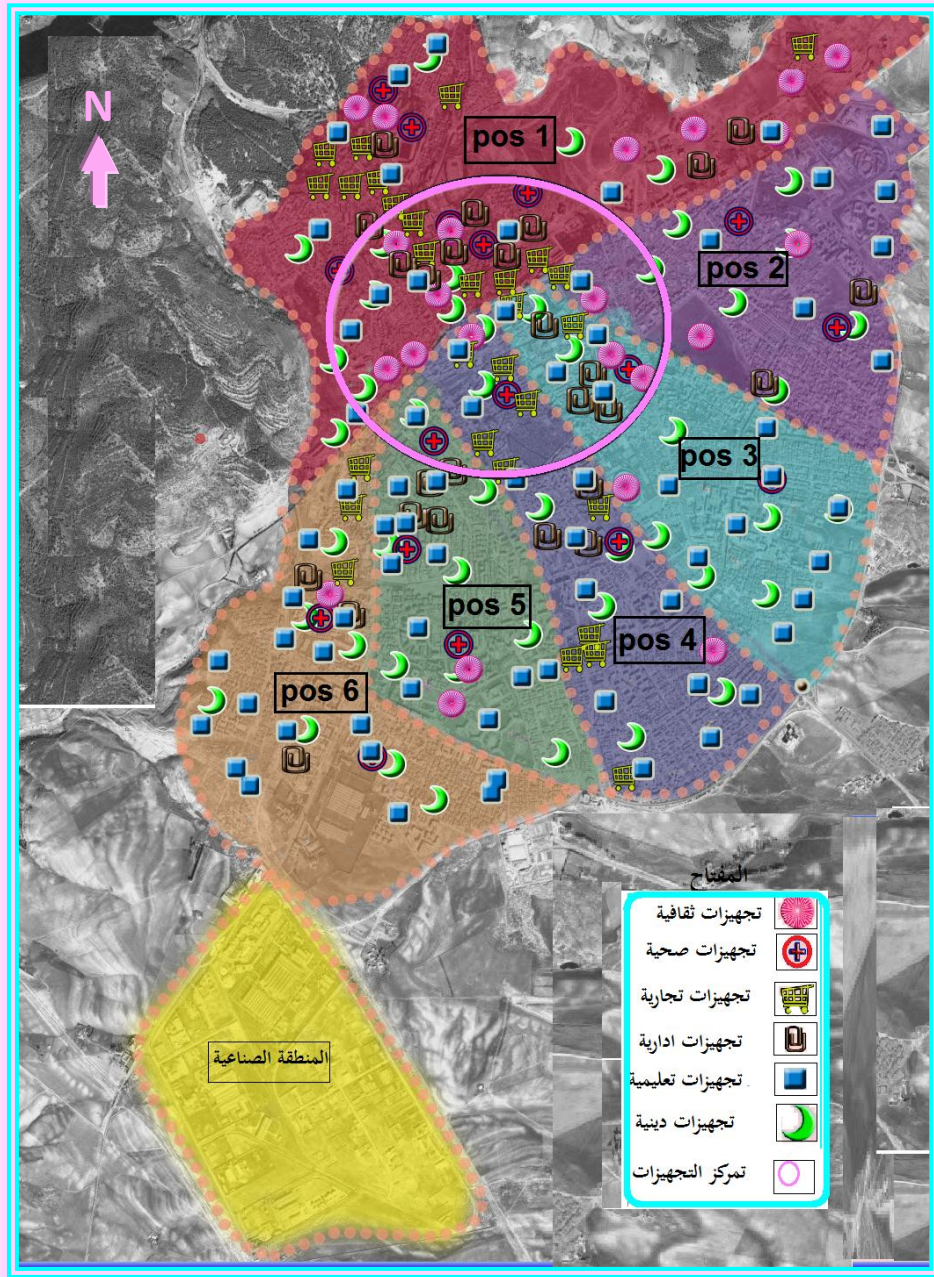 N
pos 1
pos 2
pos 3
pos 4
pos 5
pos 6
المفتاح
تجهيزات ثقافية
تجهيزات صحية
تجهيزات تجارية
تجهيزات ادارية
تجهيزات تعليمية
تجهيزات دينية
تمركز التجهيزات
المنطقة الصناعية